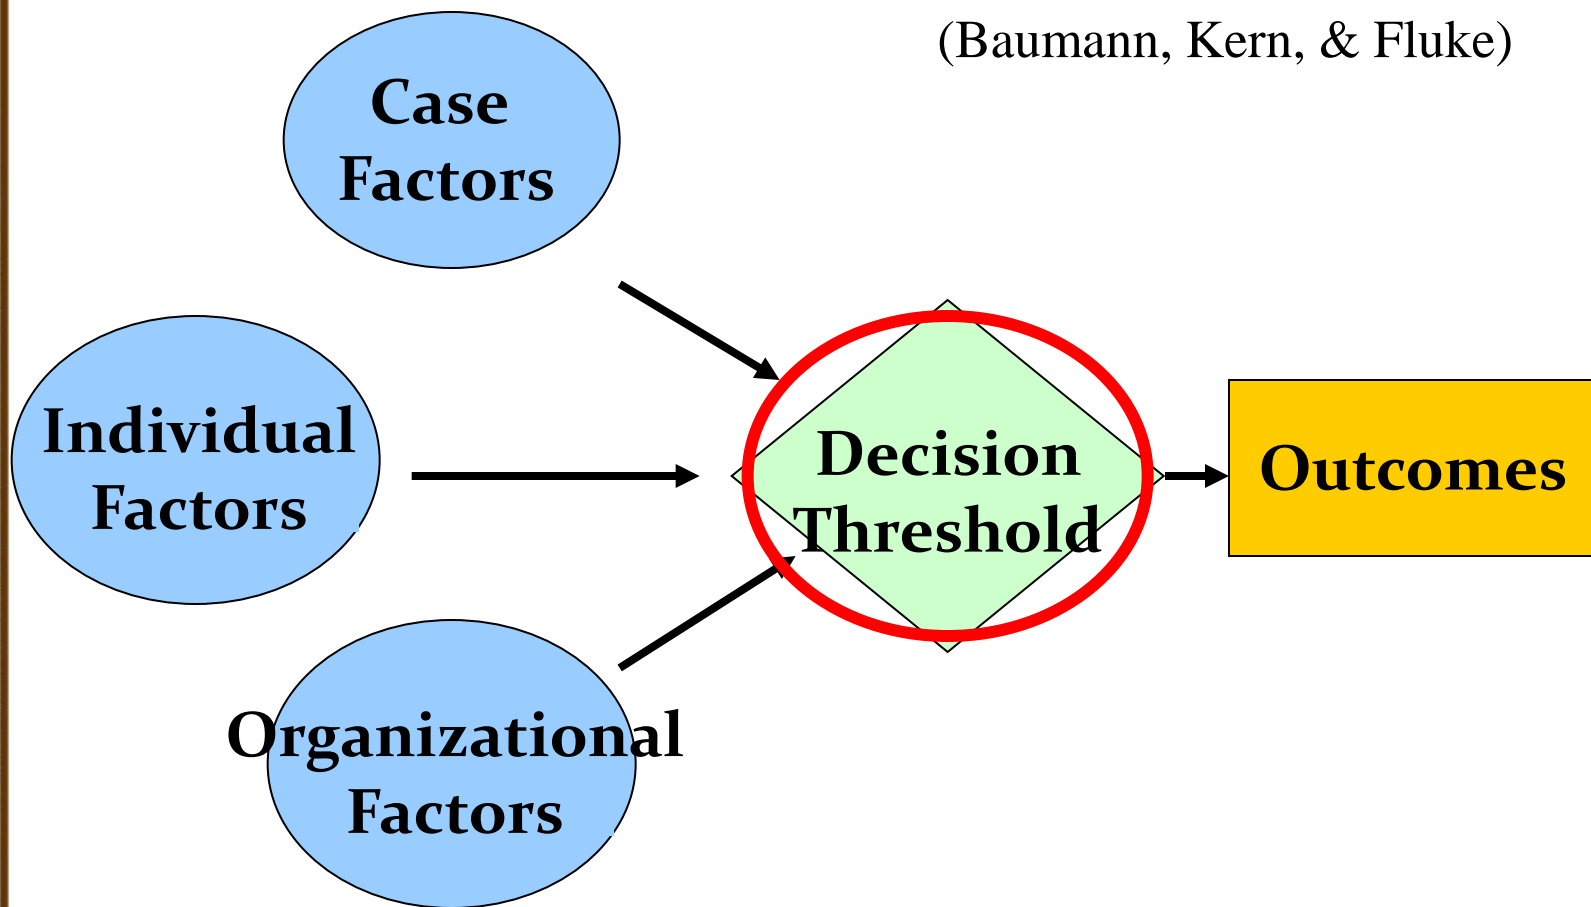 (Baumann, Kern, & Fluke)
Case
Factors
Individual
Factors
Decision
Threshold
Outcomes
Organizational
Factors